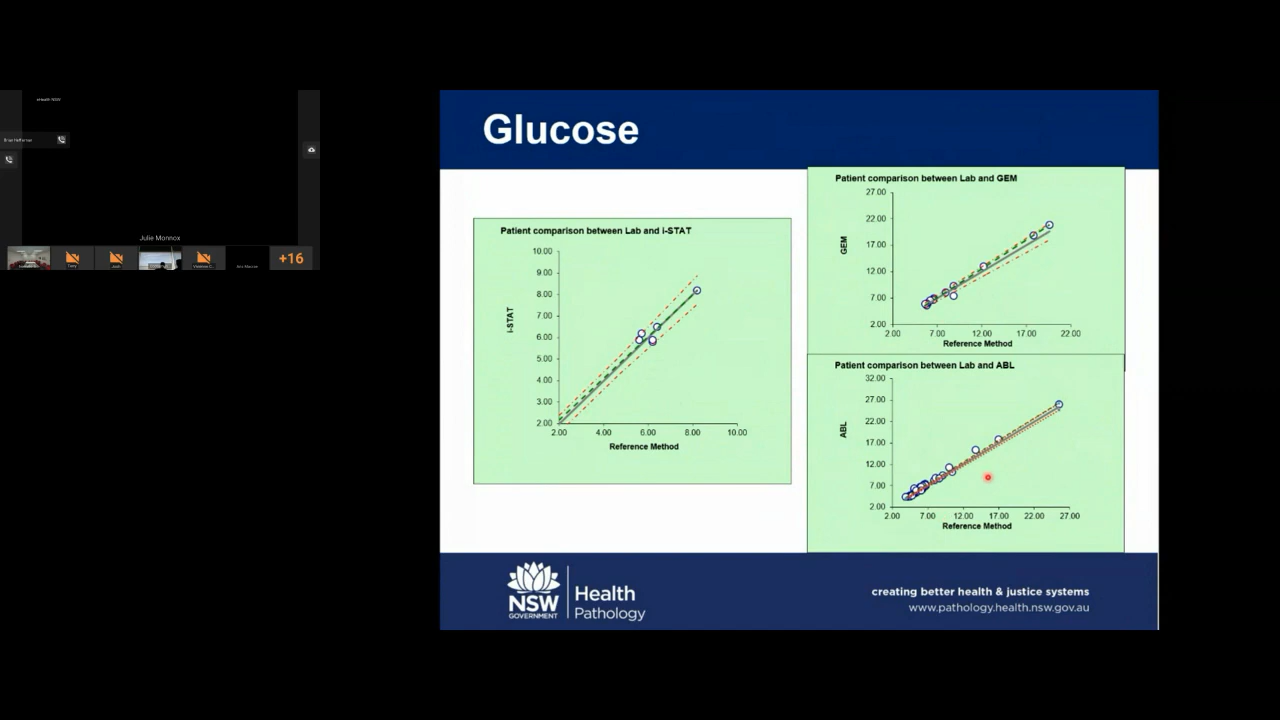 eHealth NSW
Julie Monnox
+16
Glucose
Patient comparison between Lab and i-STAT
10.00
9.00
8.00
7.00
6.00
5.00
4.00
3.00
2.00
i-STAT
2.00 4.00 6.00 8.00 10.00
Reference Method
Patient comparison between Lab and GEM
27.00
22.00
17.00
12.00
7.00
2.00
GEM
2.00 7.00 12.00 17.00 22.00
Reference Method
Patient comparison between Lab and ABL
32.00
27.00
22.00
17.00
12.00
7.00
2.00
ABL
2.00 7.00 12.00 17.00 22.00 27.00
Reference Method
NSW
GOVERNMENT
Health
Pathology
creating better health & justice systems
www.pathology.health.nsw.gov.au